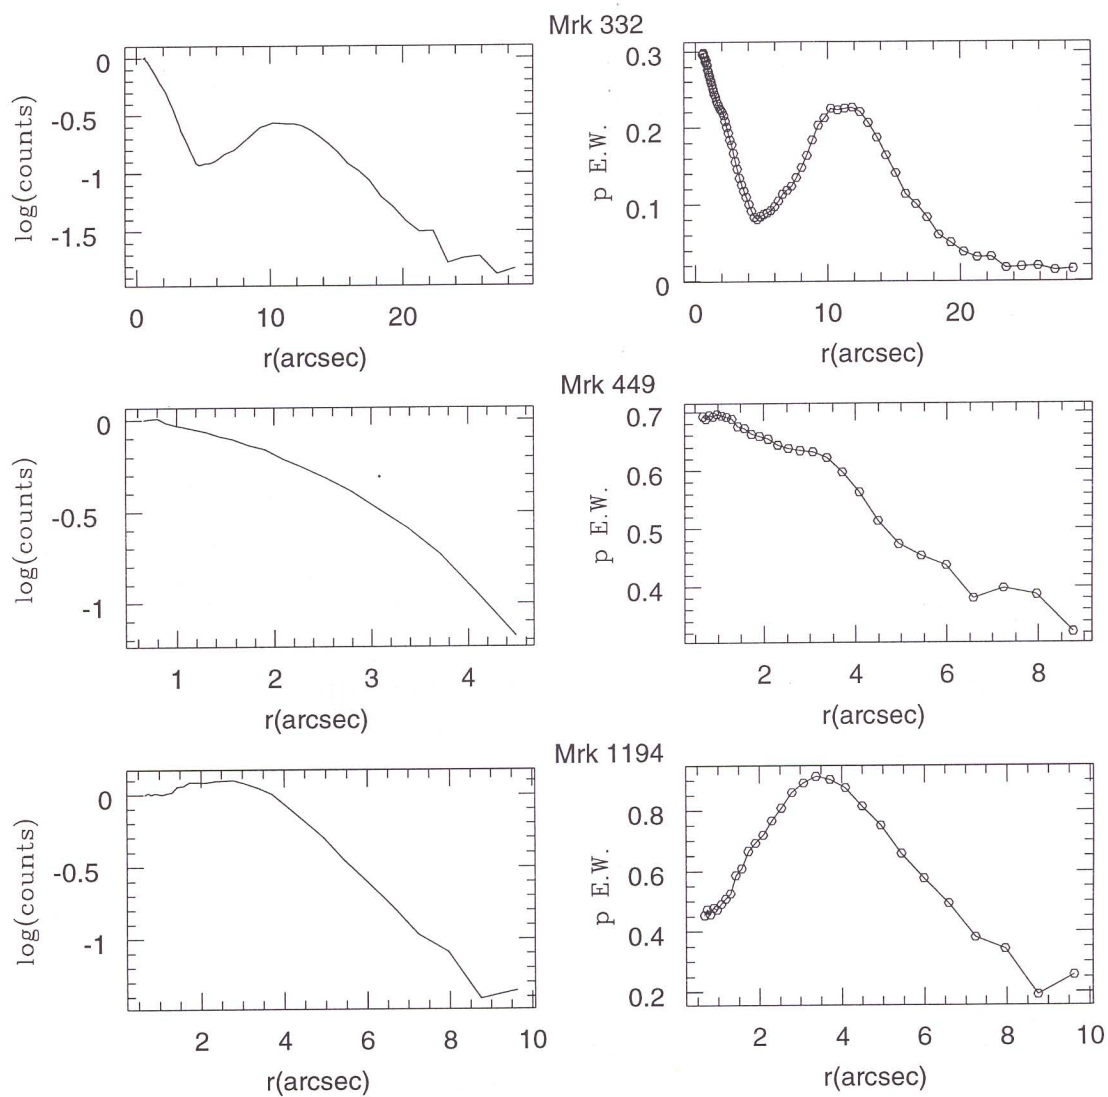 Mrk 332
0
-0.5
-1
-1.5
log(counts)
0 10 20
r(arcsec)
0.3
0.2
0.1
0
p E.W.
0 10 20
r(arcsec)
Mrk 449
0
-0.5
-1
log(counts)
1 2 3 4
r(arcsec)
0.7
0.6
0.5
0.4
p E.W.
2 4 6 8
r(arcsec)
Mrk 1194
0
-0.5
-1
log(counts)
2 4 6 8 10
r(arcsec)
0.8
0.6
0.4
0.2
p E.W.
2 4 6 8 10
r(arcsec)